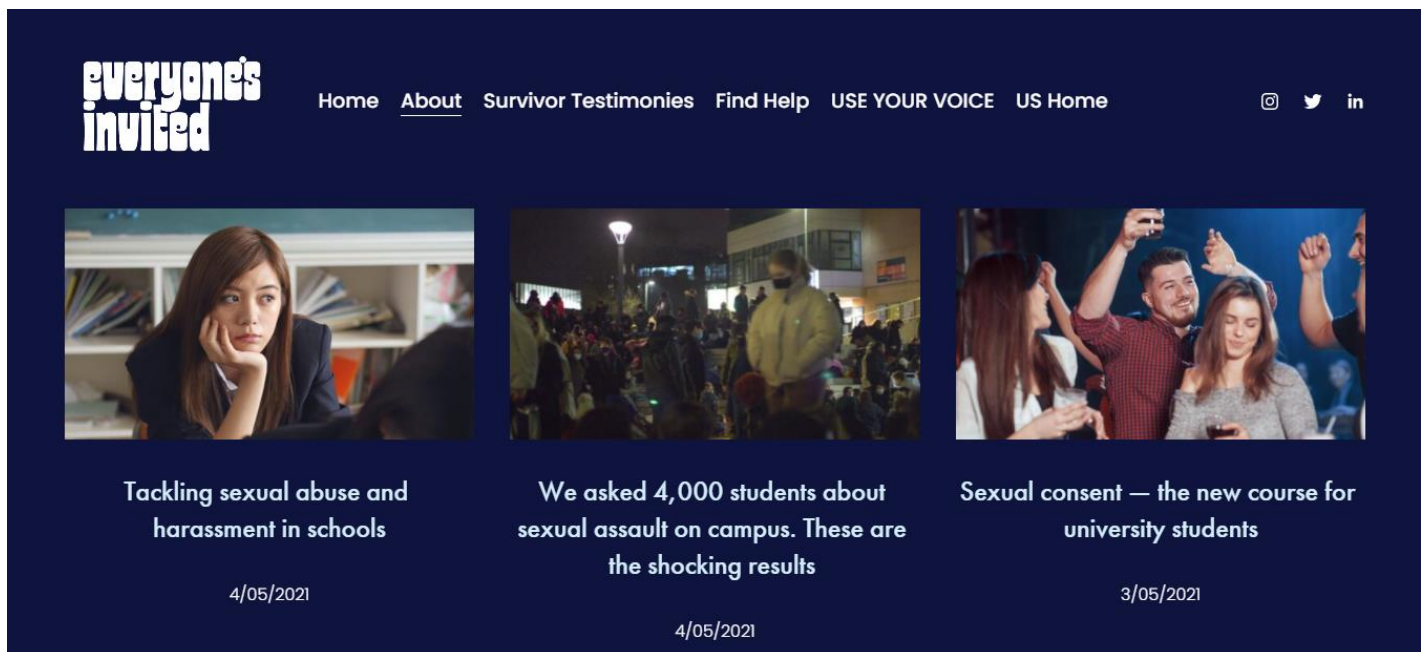 everyone's
invited
Home About Survivor Testimonies Find Help USE YOUR VOICE US Home
in
Tackling sexual abuse and
harassment in schools
4/05/2021
We asked 4,000 students about
sexual assault on campus. These are
the shocking results
4/05/2021
Sexual consent — the new course for
university students
3/05/2021